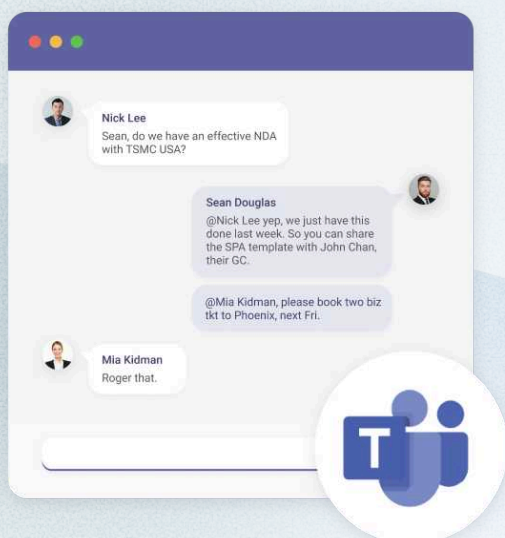 Nick Lee
Sean, do we have an effective NDA
with TSMC USA?
Sean Douglas
@Nick Lee yep, we just have this
done last week. So you can share
the SPA template with John Chan,
their GC.
@Mia Kidman, please book two biz
tkt to Phoenix, next Fri.
Mia Kidman
Roger that.
T